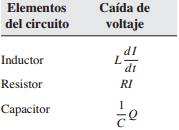 Elementos del circuito	Caída de voltaje
Inductor	L dI/dt
Resistor	RI
Capacitor	1/C Q